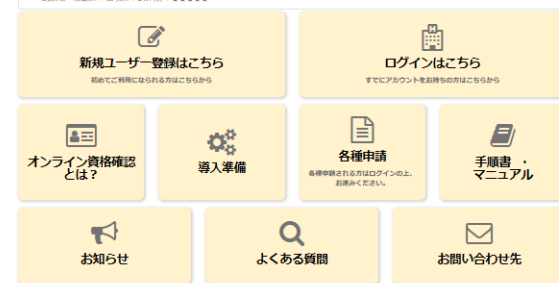 新規ユーザー登録はこちら
初めてご利用になられる方はこちらから
ログインはこちら
すでにアカウントをお持ちの方はこちらから
オンライン資格確認
とは？
導入準備
各種申請
各種申請される方はログインの上、
お進みください。
手順書 ・
マニュアル
お知らせ
よくある質問
お問い合わせ先